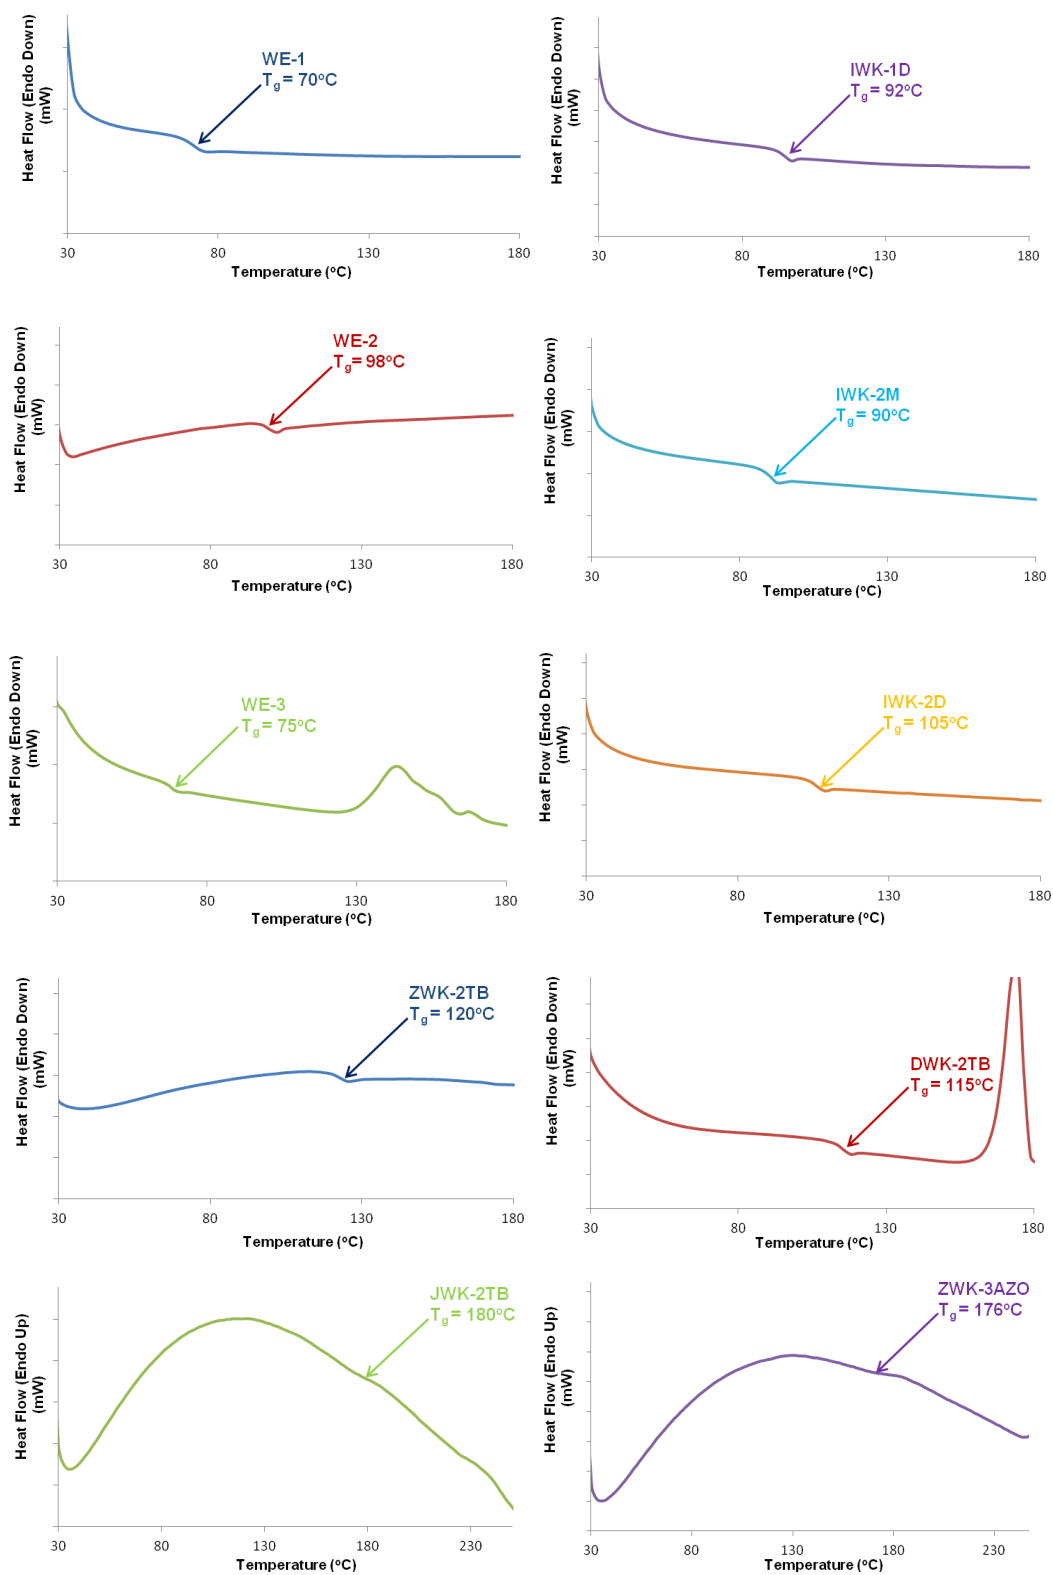 Heat Flow (Endo Down)
(mW)
WE-1
Tg = 70°C
30 80 130 180
Temperature (°C)
Heat Flow (Endo Down)
(mW)
IWK-1D
Tg = 92°C
30 80 130 180
Temperature (°C)
Heat Flow (Endo Down)
(mW)
WE-2
Tg = 98°C
30 80 130 180
Temperature (°C)
Heat Flow (Endo Down)
(mW)
IWK-2M
Tg = 90°C
30 80 130 180
Temperature (°C)
Heat Flow (Endo Down)
(mW)
WE-3
Tg = 75°C
30 80 130 180
Temperature (°C)
Heat Flow (Endo Down)
(mW)
IWK-2D
Tg = 105°C
30 80 130 180
Temperature (°C)
Heat Flow (Endo Down)
(mW)
ZWK-2TB
Tg = 120°C
30 80 130 180
Temperature (°C)
Heat Flow (Endo Down)
(mW)
DWK-2TB
Tg = 115°C
30 80 130 180
Temperature (°C)
Heat Flow (Endo Up)
(mW)
JWK-2TB
Tg = 180°C
30 80 130 180 230
Temperature (°C)
Heat Flow (Endo Up)
(mW)
ZWK-3AZO
Tg = 176°C
30 80 130 180 230
Temperature (°C)